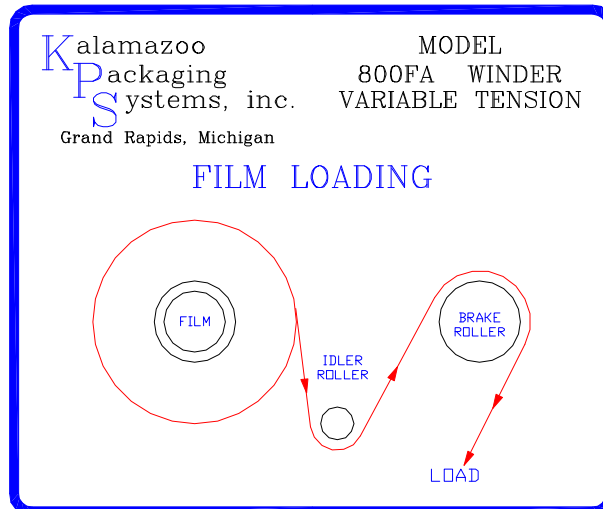 Kalamazoo
Packaging
Systems, inc.
Grand Rapids, Michigan
MODEL
800FA WINDER
VARIABLE TENSION
FILM LOADING
FILM
IDLER
ROLLER
BRAKE
ROLLER
LOAD